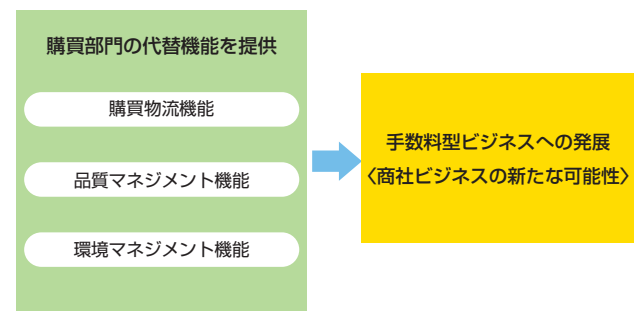 購買部門の代替機能を提供
購買物流機能
品質マネジメント機能
環境マネジメント機能
手数料型ビジネスへの発展
〈商社ビジネスの新たな可能性〉